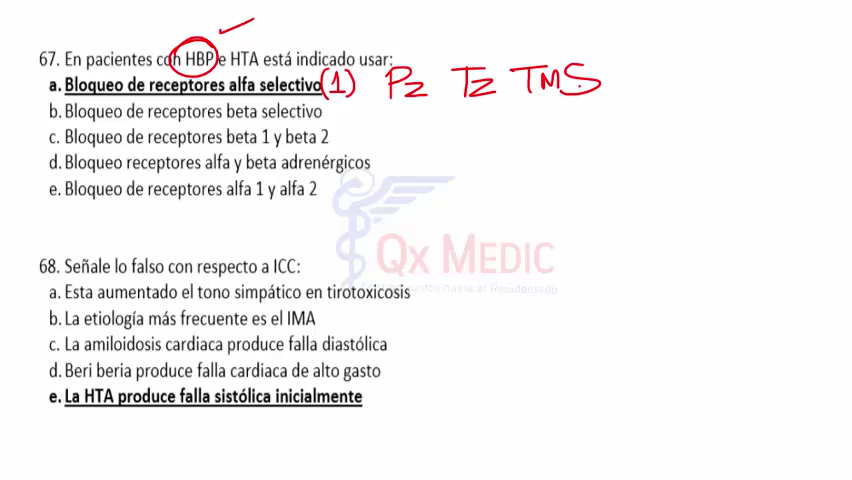 67. En pacientes con HBP e HTA está indicado usar:
a. Bloqueo de receptores alfa selectivo (1) Pz Tz TMS
b. Bloqueo de receptores beta selectivo
c. Bloqueo de receptores beta 1 y beta 2
d. Bloqueo receptores alfa y beta adrenérgicos
e. Bloqueo de receptores alfa 1 y alfa 2
Qx MEDIC
hasta el Residentado
68. Señale lo falso con respecto a ICC:
a. Esta aumentado el tono simpático en tirotoxicosis
b. La etiología más frecuente es el IMA
c. La amiloidosis cardiaca produce falla diastólica
d. Beri beria produce falla cardiaca de alto gasto
e. La HTA produce falla sistólica inicialmente